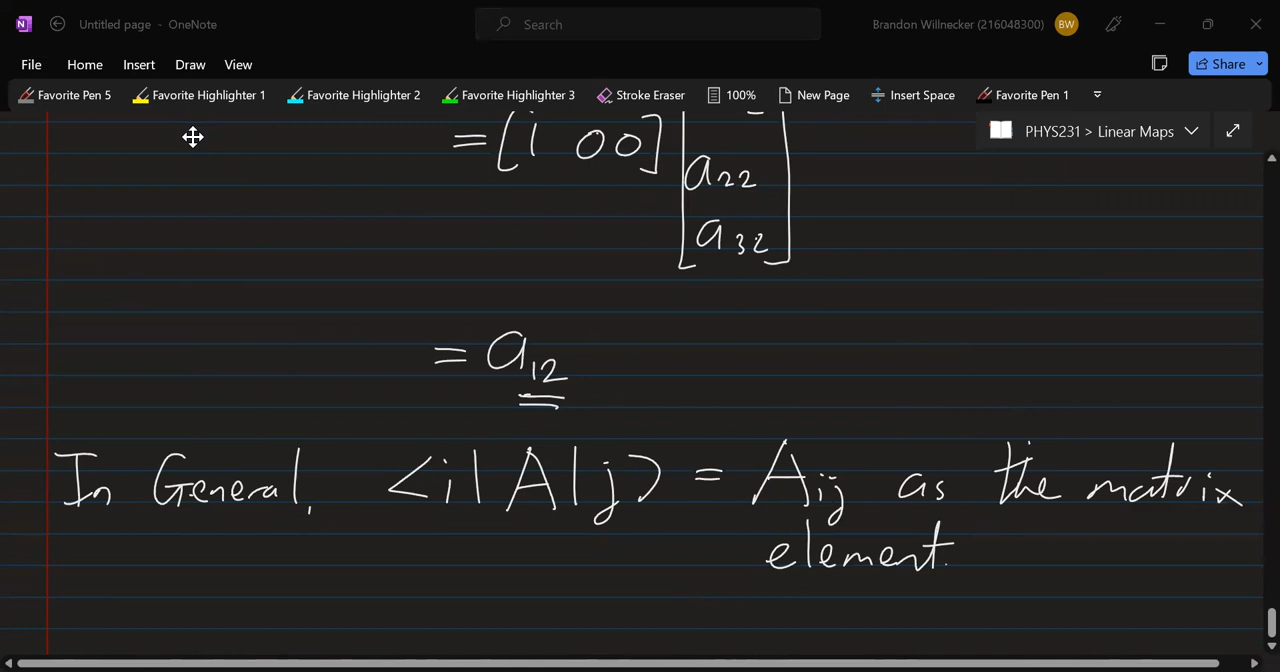 Untitled page - OneNote
Search
Brandon Willnecker (216048300) BW
File Home Insert Draw View
Share
Favorite Pen 5 Favorite Highlighter 1 Favorite Highlighter 2 Favorite Highlighter 3 Stroke Eraser 100% New Page Insert Space Favorite Pen 1
PHYS231 > Linear Maps
= [1 0 0] [
a22
a32 ]
= a12
In General, <i|A|j> = Aij as the matrix
element.